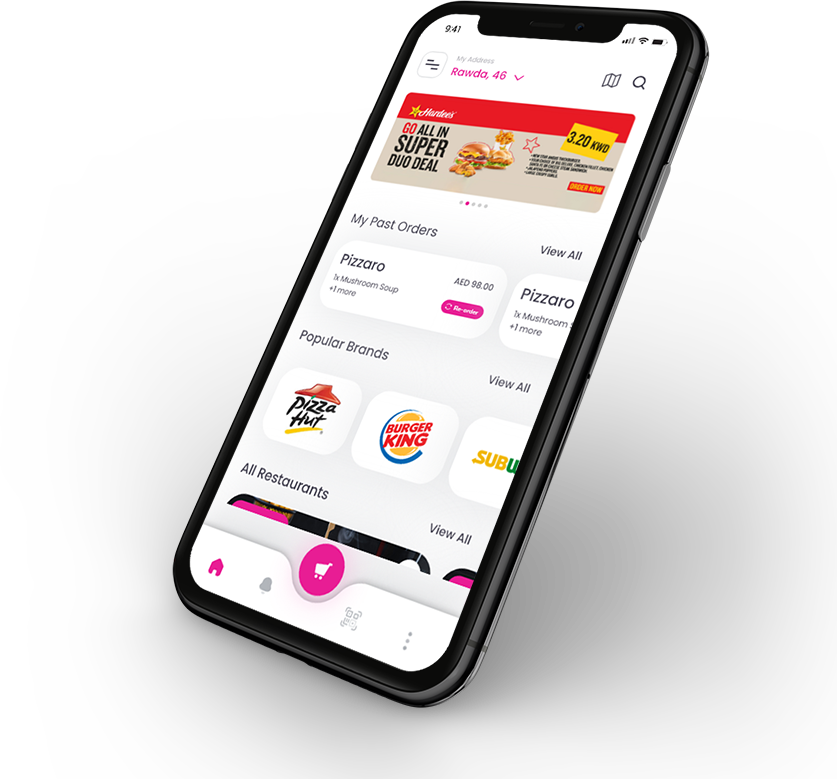 9:41
My Address
Rawda, 46
Hardee's
GO ALL IN
SUPER
DUO DEAL
3.20 KWD
ORDER NOW
My Past Orders
View All
Pizzaro
AED 98.00
1x Mushroom Soup
+1 more
Re-order
Pizzaro
1x Mushroom S
+1 more
Popular Brands
View All
Pizza
Hut
BURGER
KING
SUBU
All Restaurants
View All